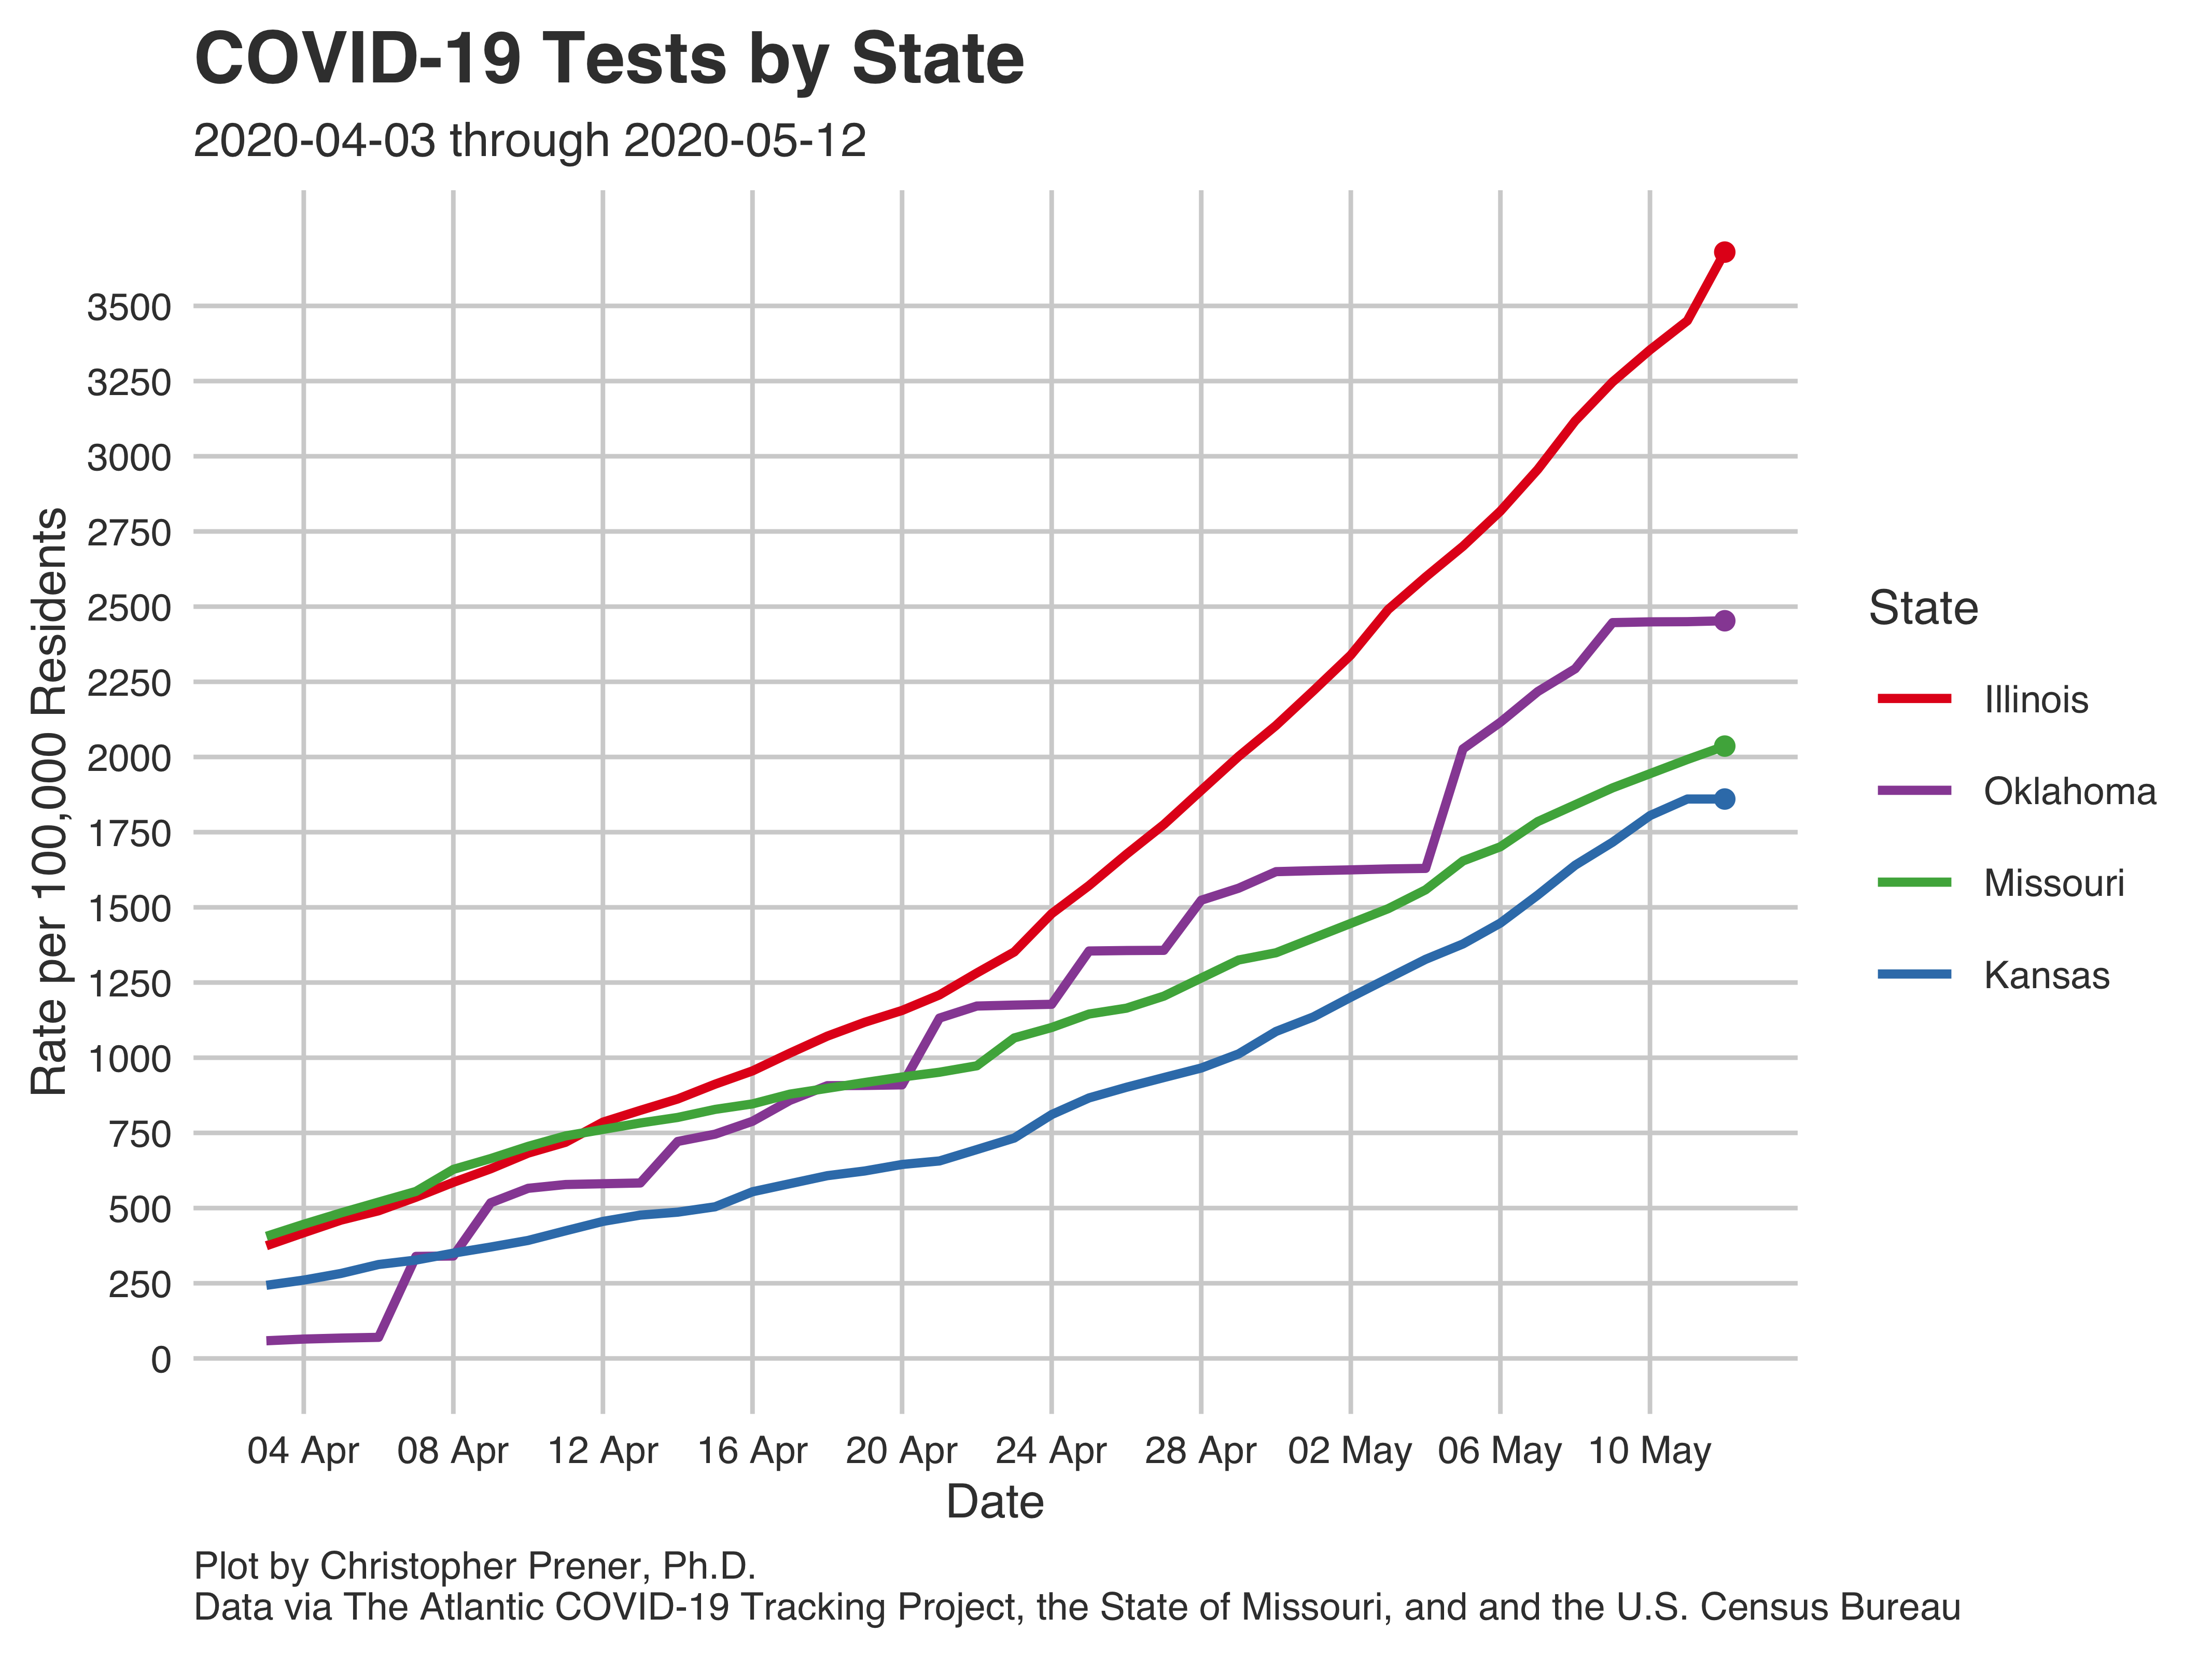 COVID-19 Tests by State
2020-04-03 through 2020-05-12
Rate per 100,000 Residents
3500
3250
3000
2750
2500
2250
2000
1750
1500
1250
1000
750
500
250
0
04 Apr 08 Apr 12 Apr 16 Apr 20 Apr 24 Apr 28 Apr 02 May 06 May 10 May
Date
State
Illinois
Oklahoma
Missouri
Kansas
Plot by Christopher Prener, Ph.D.
Data via The Atlantic COVID-19 Tracking Project, the State of Missouri, and and the U.S. Census Bureau